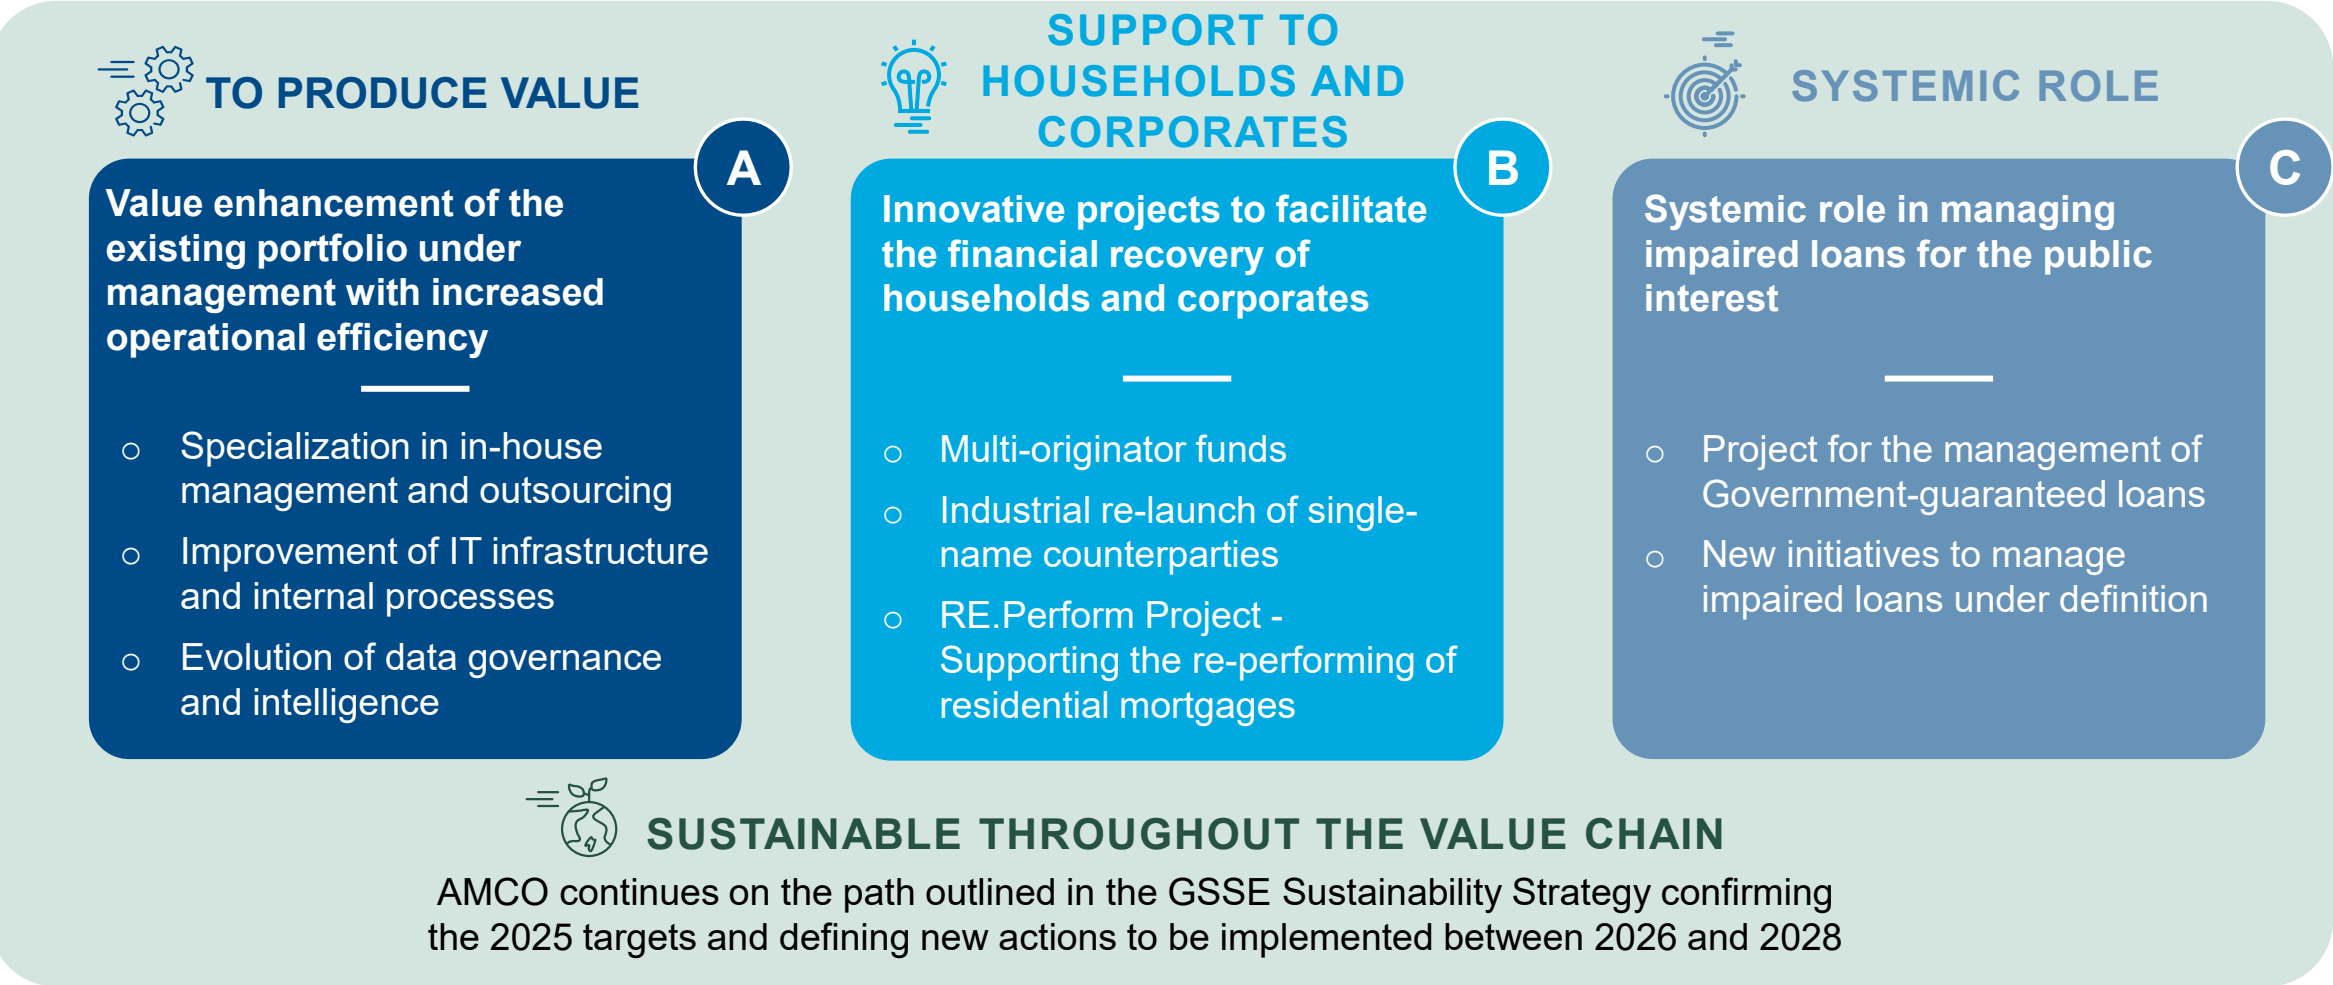 TO PRODUCE VALUE
A
Value enhancement of the
existing portfolio under
management with increased
operational efficiency
o Specialization in in-house
management and outsourcing
o Improvement of IT infrastructure
and internal processes
o Evolution of data governance
and intelligence
SUPPORT TO
HOUSEHOLDS AND
CORPORATES
B
Innovative projects to facilitate
the financial recovery of
households and corporates
o Multi-originator funds
o Industrial re-launch of single-
name counterparties
o RE.Perform Project -
Supporting the re-performing of
residential mortgages
SYSTEMIC ROLE
C
Systemic role in managing
impaired loans for the public
interest
o Project for the management of
Government-guaranteed loans
o New initiatives to manage
impaired loans under definition
SUSTAINABLE THROUGHOUT THE VALUE CHAIN
AMCO continues on the path outlined in the GSSE Sustainability Strategy confirming
the 2025 targets and defining new actions to be implemented between 2026 and 2028